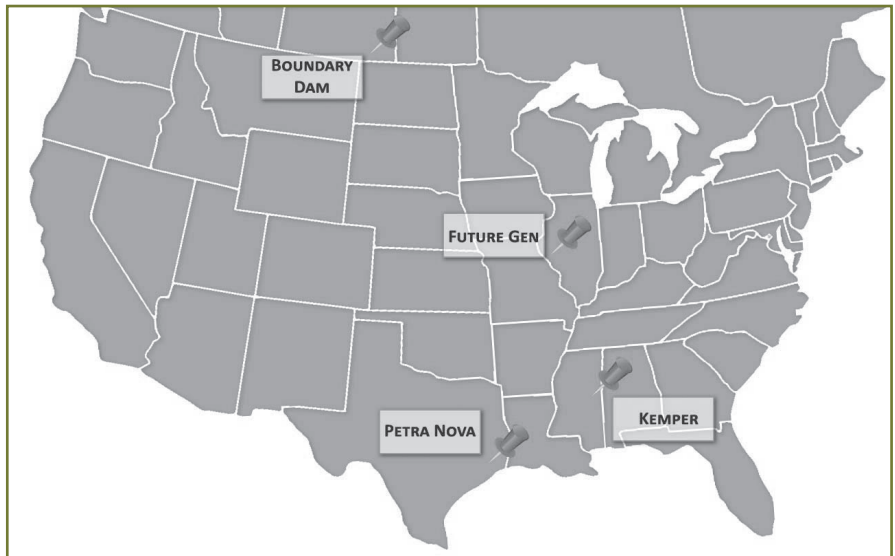 BOUNDARY
DAM
FUTURE GEN
KEMPER
PETRA NOVA